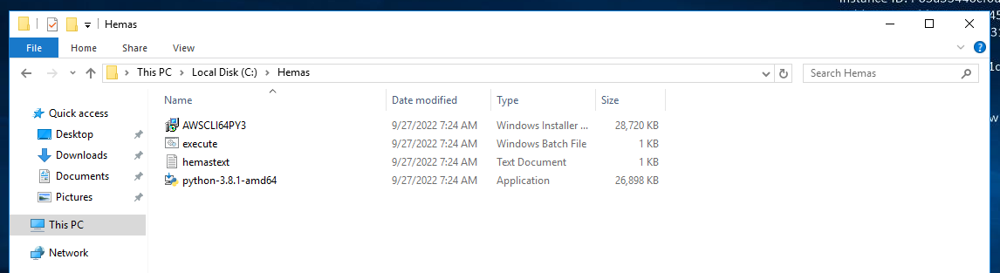 Hemas
File Home Share View
This PC Local Disk (C:) Hemas
Search Hemas
Name Date modified Type Size
Quick access
Desktop
Downloads
Documents
Pictures
This PC
Network
AWSCLI64PY3 9/27/2022 7:24 AM Windows Installer ... 28,720 KB
execute 9/27/2022 7:24 AM Windows Batch File 1 KB
hemastext 9/27/2022 7:24 AM Text Document 1 KB
python-3.8.1-amd64 9/27/2022 7:24 AM Application 26,898 KB